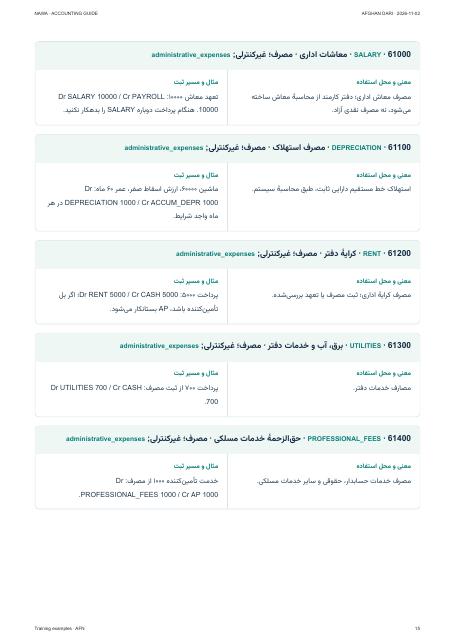 NAWA · ACCOUNTING GUIDE
AFGHAN DARI · 2026-11-02
61000 · SALARY · معاشات اداری · مصرف؛ غیرکنترلی; administrative_expenses
معنی و محل استفاده
مصرف معاش اداری؛ دفتر کارمند از محاسبهٔ معاش ساخته
می‌شود، نه مصرف نقدی آزاد.
مثال و مسیر ثبت
تعهد معاش ۱۰۰۰۰: Dr SALARY 10000 / Cr PAYROLL
10000. هنگام پرداخت دوباره SALARY را بدهکار نکنید.
61100 · DEPRECIATION · مصرف استهلاک · مصرف؛ غیرکنترلی; administrative_expenses
معنی و محل استفاده
استهلاک خط مستقیم دارایی ثابت، طبق محاسبهٔ سیستم.
مثال و مسیر ثبت
ماشین ۶۰۰۰۰، ارزش اسقاط صفر، عمر ۶۰ ماه: Dr
DEPRECIATION 1000 / Cr ACCUM_DEPR 1000 در هر
ماه واجد شرایط.
61200 · RENT · کرایهٔ دفتر · مصرف؛ غیرکنترلی; administrative_expenses
معنی و محل استفاده
مصرف کرایهٔ اداری؛ ثبت مصرف یا تعهد بررسی‌شده.
مثال و مسیر ثبت
پرداخت ۵۰۰۰: Dr RENT 5000 / Cr CASH 5000؛ اگر بل
تأمین‌کننده باشد، AP بستانکار می‌شود.
61300 · UTILITIES · برق، آب و خدمات دفتر · مصرف؛ غیرکنترلی; administrative_expenses
معنی و محل استفاده
مصارف خدمات دفتر.
مثال و مسیر ثبت
پرداخت ۷۰۰ از ثبت مصرف: Dr UTILITIES 700 / Cr CASH
700.
61400 · PROFESSIONAL_FEES · حق‌الزحمهٔ خدمات مسلکی · مصرف؛ غیرکنترلی; administrative_expenses
معنی و محل استفاده
مصرف خدمات حسابدار، حقوقی و سایر خدمات مسلکی.
مثال و مسیر ثبت
خدمت تأمین‌کننده ۱۰۰۰ از مصرف: Dr
PROFESSIONAL_FEES 1000 / Cr AP 1000.
Training examples · AFN
15